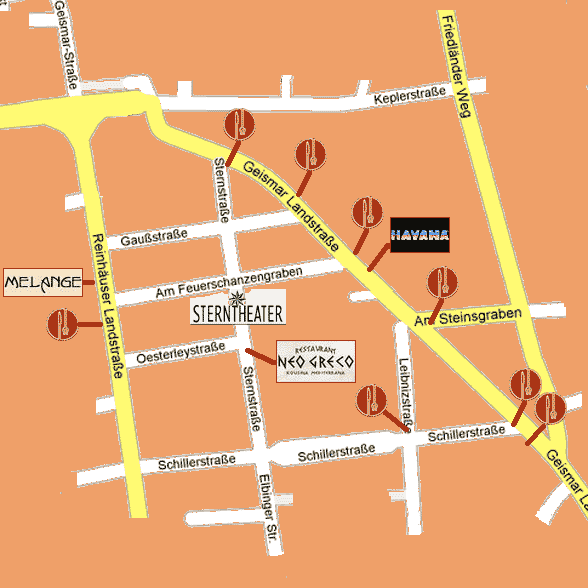 Geismar-Straße
Friedländer Weg
Keplerstraße
Sternstraße
Geismar Landstraße
Gaußstraße
HAVANA
Reinhäuser Landstraße
Am Feuerschanzengraben
MELANGE
STERNTHEATER
Am Steinsgraben
Oesterleystraße
RESTAURANT
NEO GRECO
KOUSINA MEDITERRANA
Sternstraße
Leibnizstraße
Schillerstraße
Schillerstraße
Schillerstraße
Elbinger Str.
Geismar La